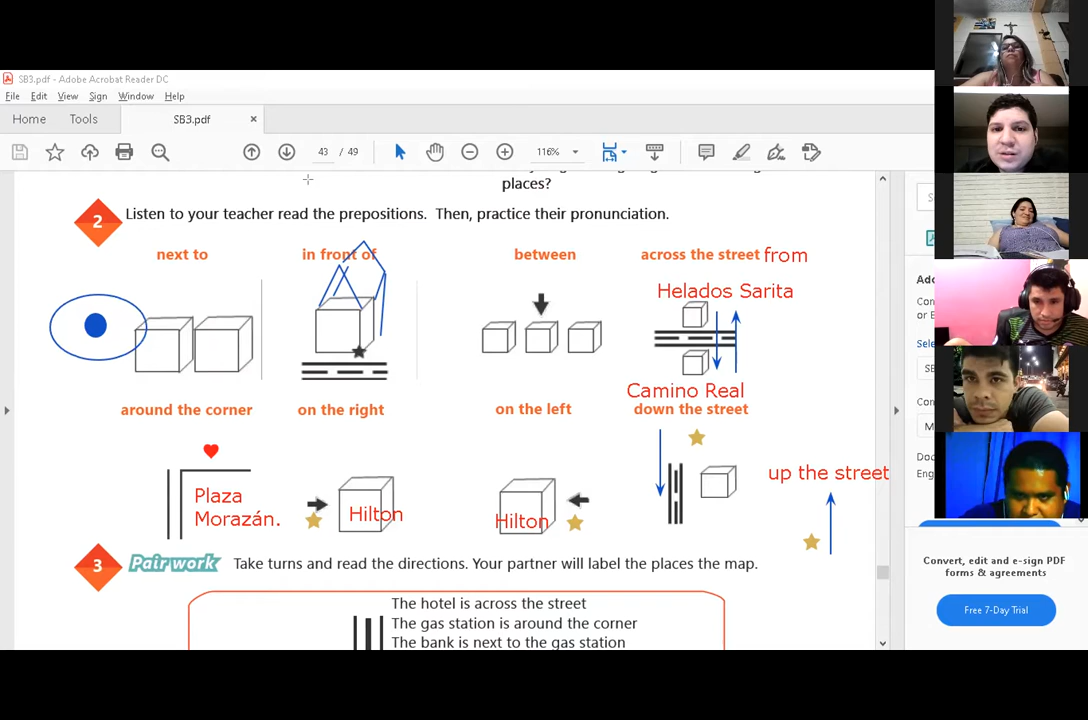 SB3.pdf - Adobe Acrobat Reader DC
File Edit View Sign Window Help
Home Tools SB3.pdf ×
43 / 49 116%
places?
2 Listen to your teacher read the prepositions. Then, practice their pronunciation.
next to in front of between across the street from
Helados Sarita
Camino Real
around the corner on the right on the left down the street
up the street
Plaza
Morazán.
Hilton
Hilton
3 Pair work Take turns and read the directions. Your partner will label the places the map.
The hotel is across the street
The gas station is around the corner
The bank is next to the gas station
Convert, edit and e-sign PDF
forms & agreements
Free 7-Day Trial